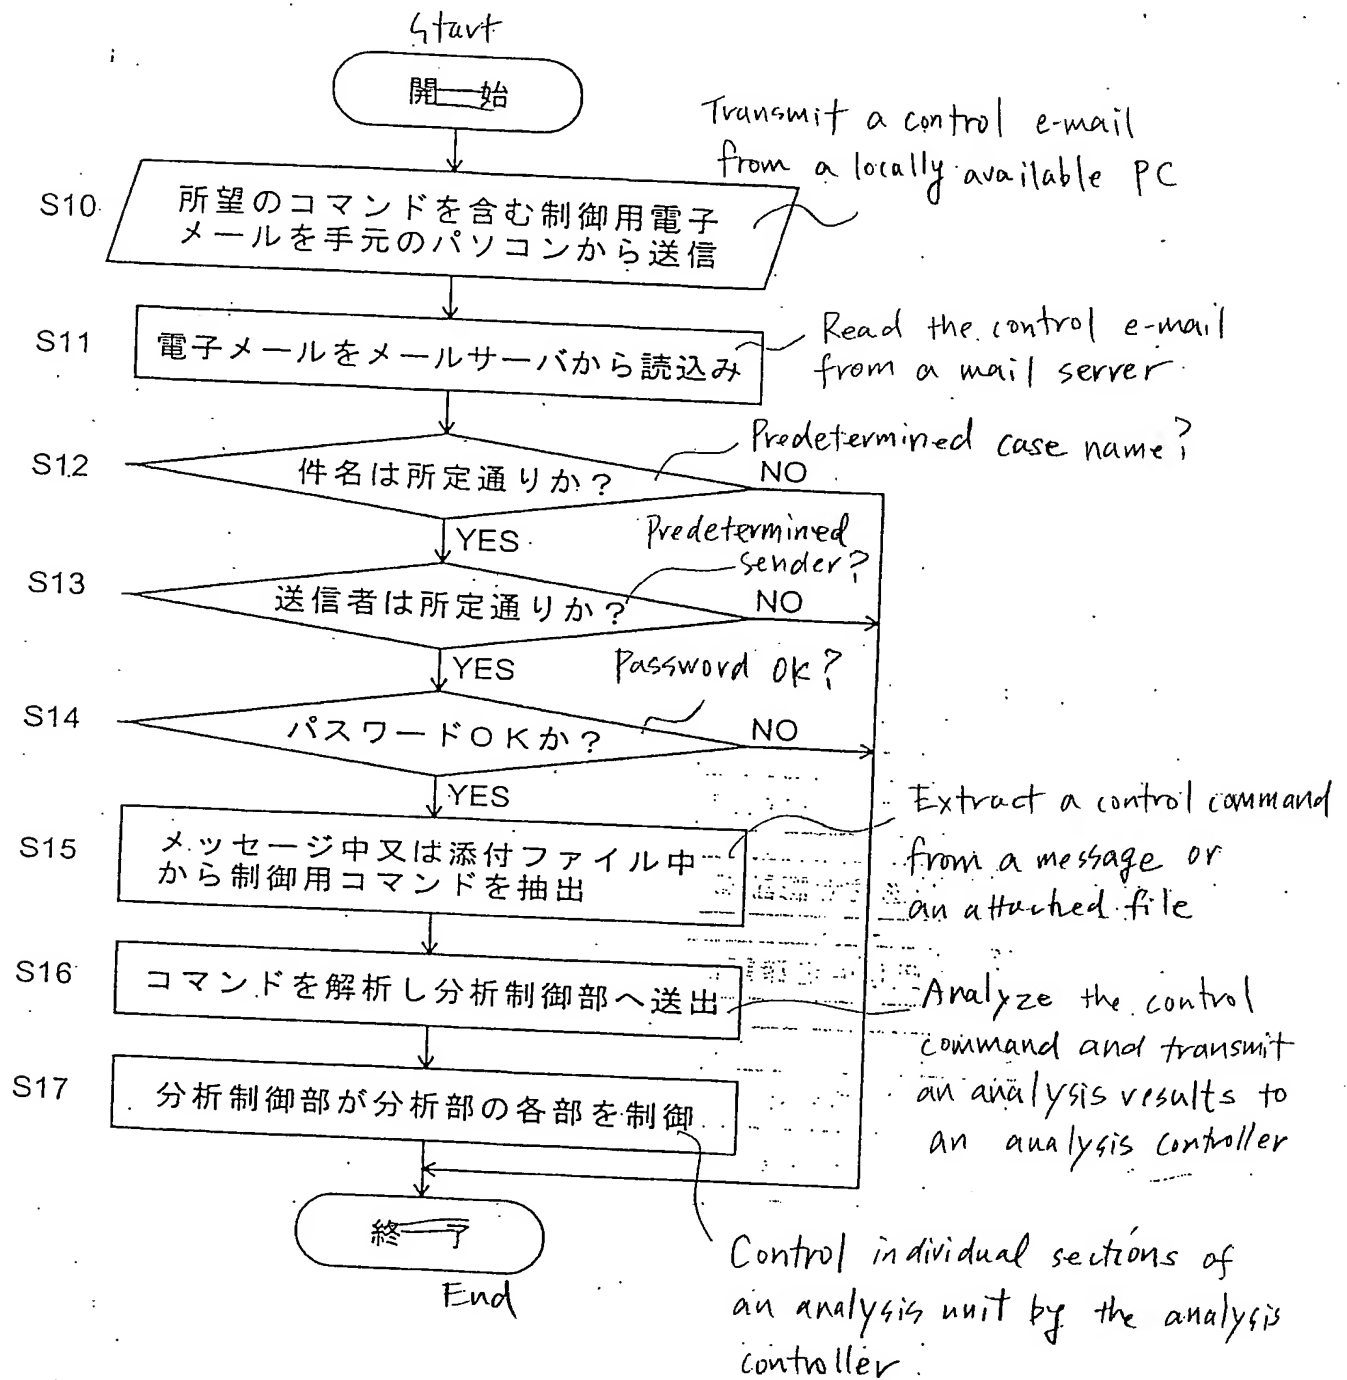 Start
開始
Transmit a control e-mail
from a locally available PC
S10
所望のコマンドを含む制御用電子
メールを手元のパソコンから送信
S11
電子メールをメールサーバから読込み
Read the control e-mail
from a mail server
S12
件名は所定通りか?
Predetermined case name?
NO
YES
S13
送信者は所定通りか?
Predetermined
sender?
NO
YES
S14
パスワードOKか?
Password OK?
NO
YES
S15
メッセージ中又は添付ファイル中
から制御用コマンドを抽出
Extract a control command
from a message or
an attached file
S16
コマンドを解析し分析制御部へ送出
Analyze the control
command and transmit
an analysis results to
an analysis controller
S17
分析制御部が分析部の各部を制御
終了
End
Control individual sections of
an analysis unit by the analysis
controller.